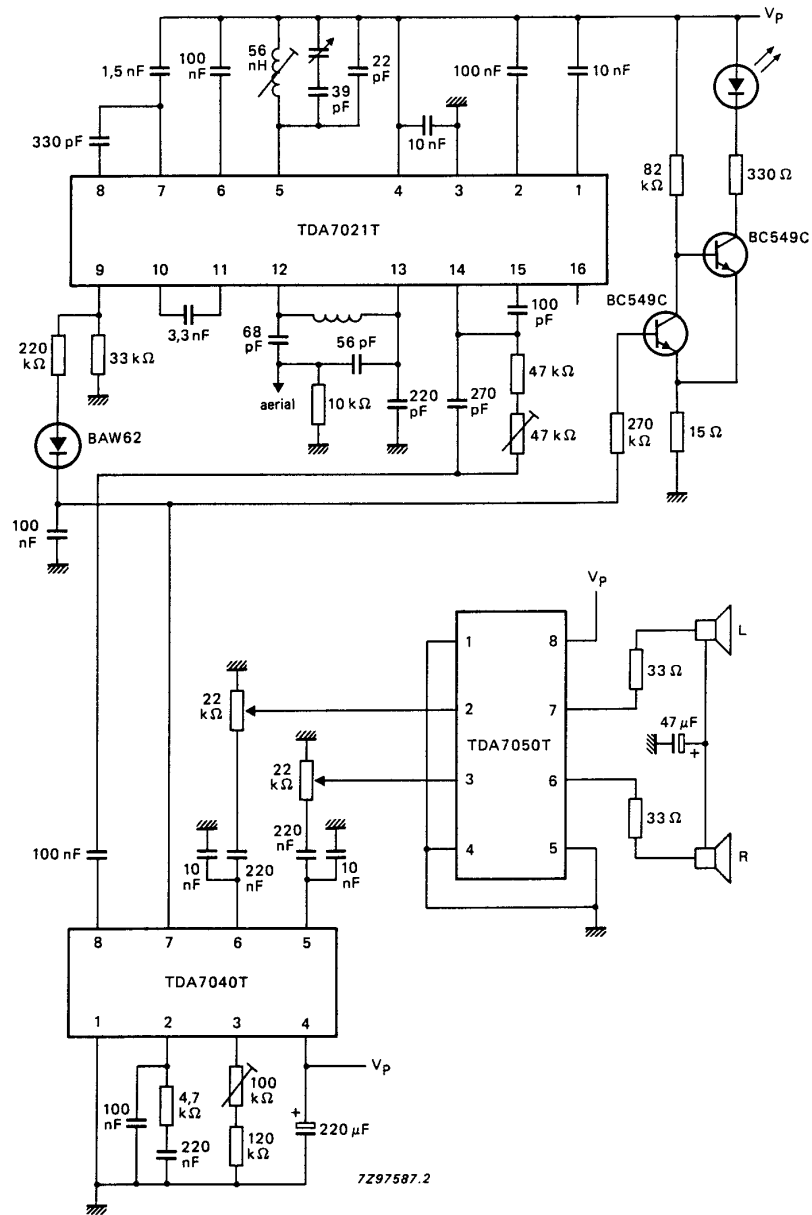 Vp
1,5 nF
100 nF
56 nH
39 pF
22 pF
100 nF
10 nF
330 pF
10 nF
82 kΩ
330 Ω
8 7 6 5 4 3 2 1
TDA7021T
9 10 11 12 13 14 15 16
BC549C
BC549C
3,3 nF
68 pF
56 pF
100 pF
220 kΩ
33 kΩ
aerial
10 kΩ
220 pF
270 pF
47 kΩ
47 kΩ
270 kΩ
15 Ω
BAW62
100 nF
Vp
1 8
L
33 Ω
22 kΩ
2 7
TDA7050T
47 µF
+
22 kΩ
3 6
33 Ω
100 nF
10 nF
220 nF
220 nF
10 nF
4 5
R
8 7 6 5
TDA7040T
1 2 3 4
Vp
100 nF
4,7 kΩ
220 nF
100 kΩ
120 kΩ
+
220 µF
7Z97587.2